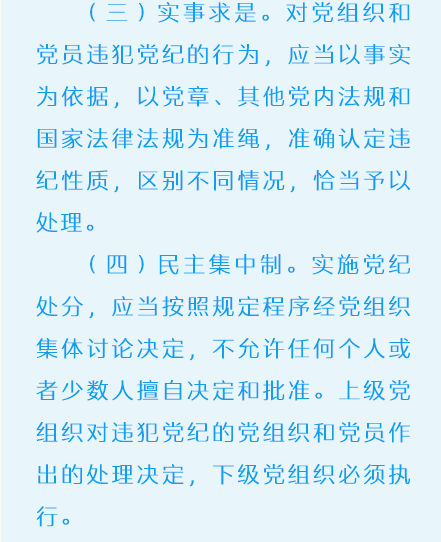 （三）实事求是。对党组织和
党员违犯党纪的行为，应当以事实
为依据，以党章、其他党内法规和
国家法律法规为准绳，准确认定违
纪性质，区别不同情况，恰当予以
处理。
（四）民主集中制。实施党纪
处分，应当按照规定程序经党组织
集体讨论决定，不允许任何个人或
者少数人擅自决定和批准。上级党
组织对违犯党纪的党组织和党员作
出的处理决定，下级党组织必须执
行。